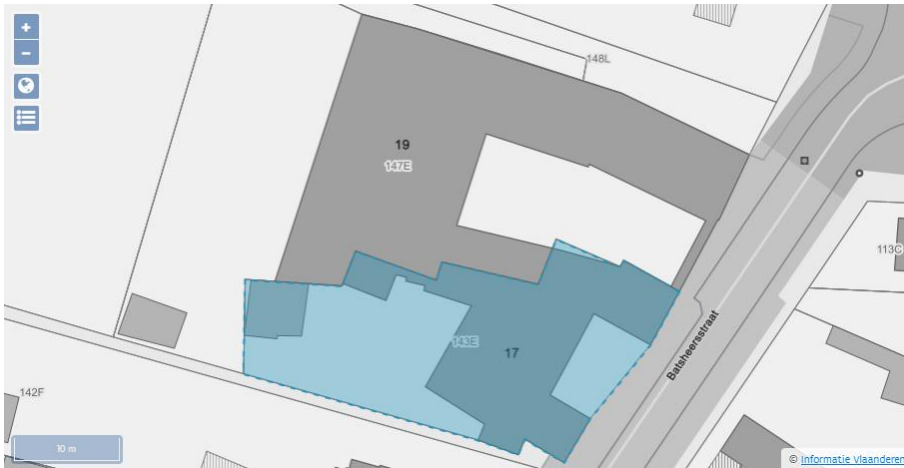 +
−
148L
19
147E
113C
143E
17
Batsheersstraat
142F
10 m
© Informatie Vlaanderen